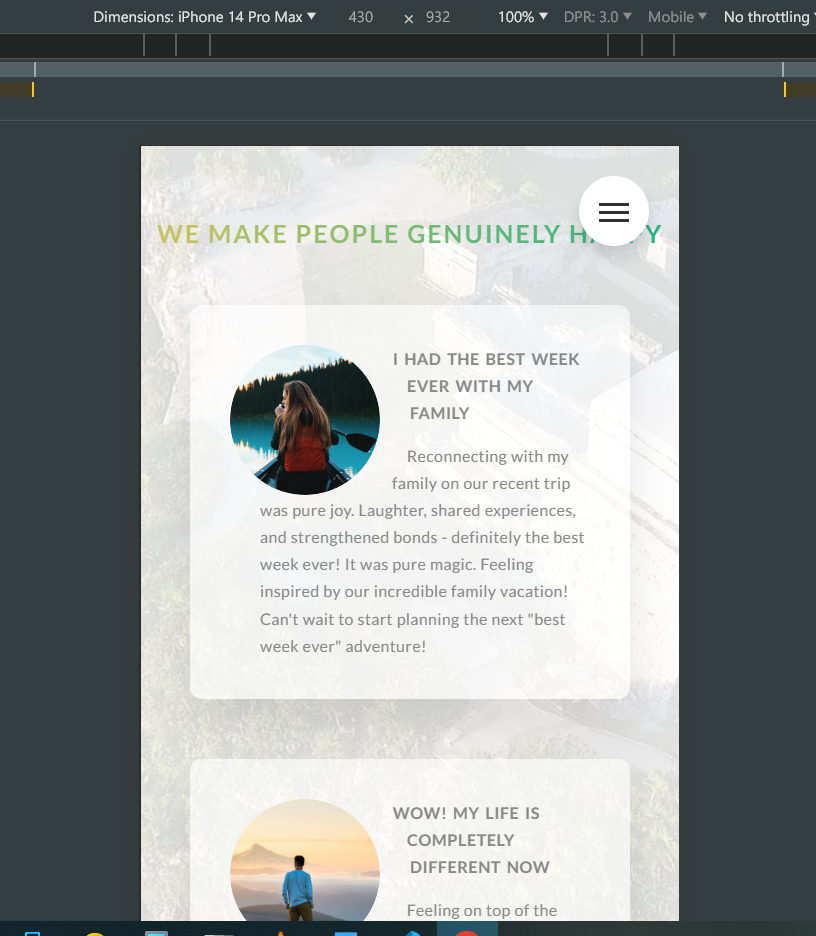 Dimensions: iPhone 14 Pro Max 430 × 932 100% DPR: 3.0 Mobile No throttling
WE MAKE PEOPLE GENUINELY
I HAD THE BEST WEEK
EVER WITH MY
FAMILY
Reconnecting with my
family on our recent trip
was pure joy. Laughter, shared experiences,
and strengthened bonds - definitely the best
week ever! It was pure magic. Feeling
inspired by our incredible family vacation!
Can't wait to start planning the next "best
week ever" adventure!
WOW! MY LIFE IS
COMPLETELY
DIFFERENT NOW
Feeling on top of the